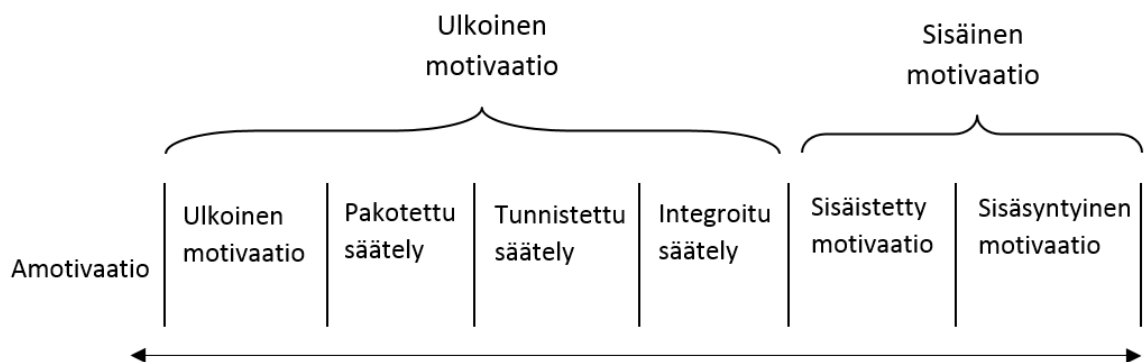 Ulkoinen
motivaatio
Sisäinen
motivaatio
Amotivaatio
Ulkoinen
motivaatio
Pakotettu
säätely
Tunnistettu
säätely
Integroitu
säätely
Sisäistetty
motivaatio
Sisäsyntyinen
motivaatio